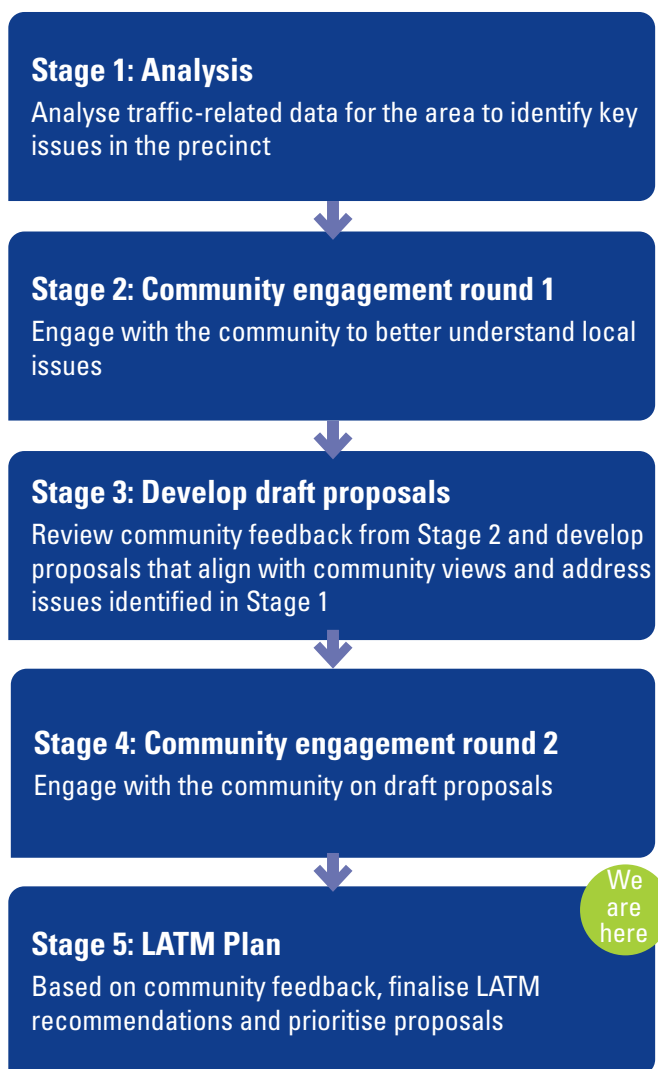 Stage 1: Analysis
Analyse traffic-related data for the area to identify key
issues in the precinct
Stage 2: Community engagement round 1
Engage with the community to better understand local
issues
Stage 3: Develop draft proposals
Review community feedback from Stage 2 and develop
proposals that align with community views and address
issues identified in Stage 1
Stage 4: Community engagement round 2
Engage with the community on draft proposals
We
are
here
Stage 5: LATM Plan
Based on community feedback, finalise LATM
recommendations and prioritise proposals